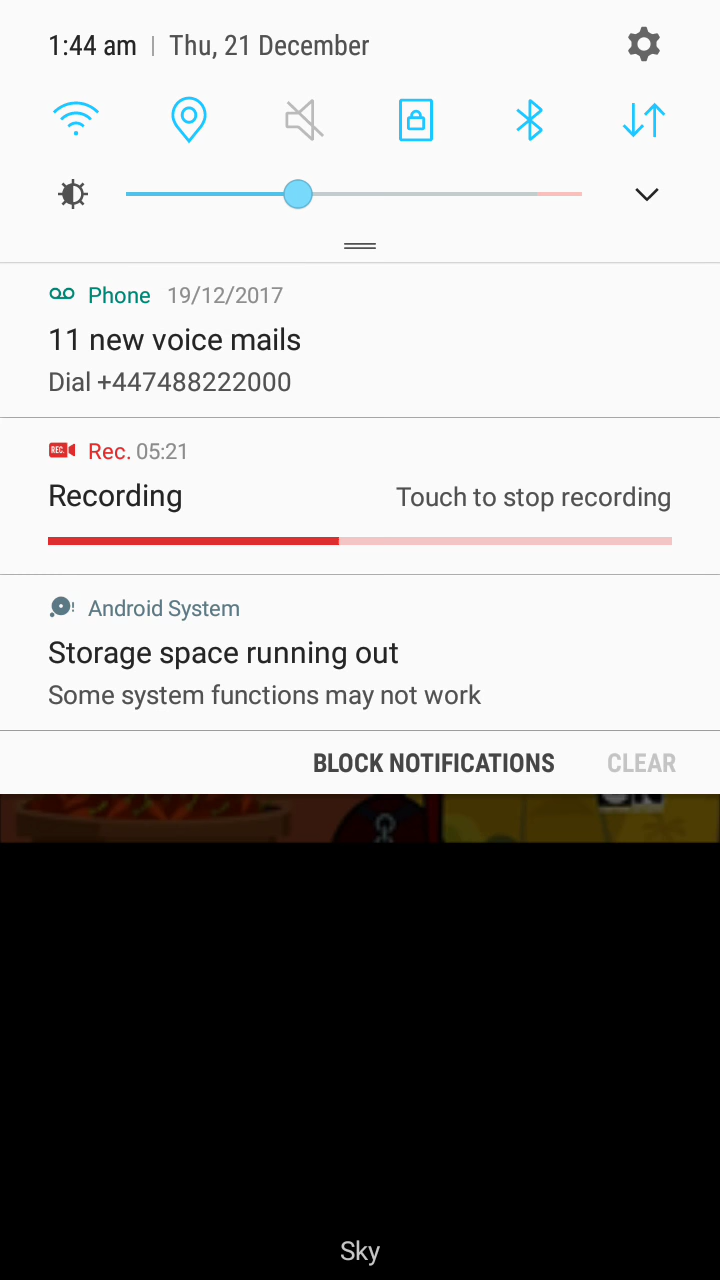 1:44 am | Thu, 21 December
Phone 19/12/2017
11 new voice mails
Dial +447488222000
REC. Rec. 05:21
Recording Touch to stop recording
Android System
Storage space running out
Some system functions may not work
BLOCK NOTIFICATIONS CLEAR
Sky